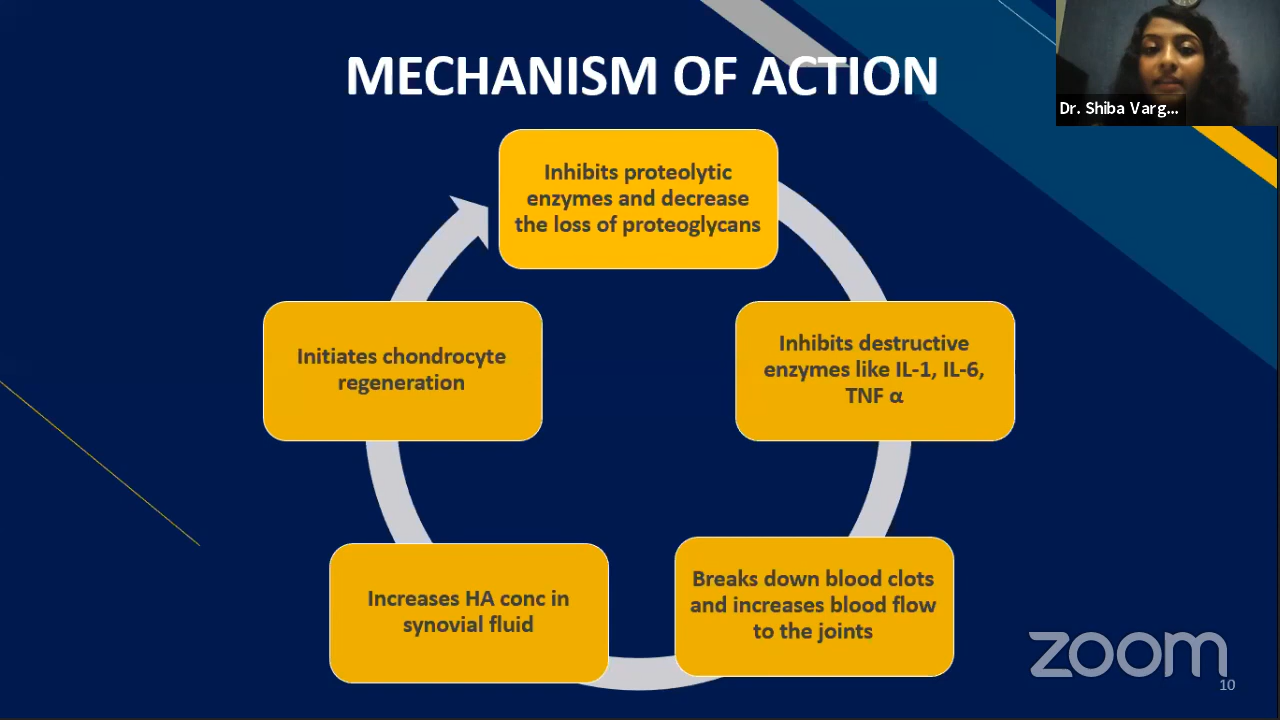 MECHANISM OF ACTION
Dr. Shiba Varg...
Inhibits proteolytic
enzymes and decrease
the loss of proteoglycans
Inhibits destructive
enzymes like IL-1, IL-6,
TNF α
Breaks down blood clots
and increases blood flow
to the joints
Increases HA conc in
synovial fluid
Initiates chondrocyte
regeneration
zoom
10